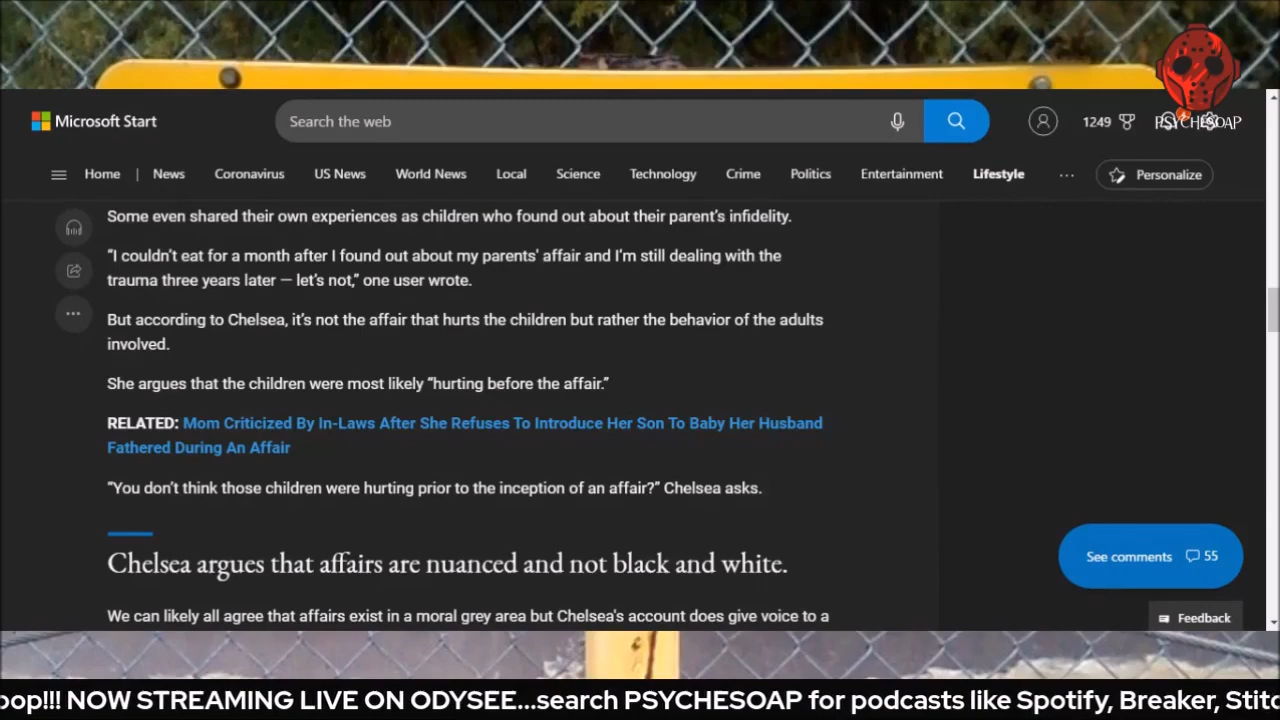 Microsoft Start
Search the web
1249
PSYCHESOAP
Home
News
Coronavirus
US News
World News
Local
Science
Technology
Crime
Politics
Entertainment
Lifestyle
Personalize
Some even shared their own experiences as children who found out about their parent's infidelity.
“I couldn't eat for a month after I found out about my parents' affair and I'm still dealing with the
trauma three years later — let's not,” one user wrote.
But according to Chelsea, it's not the affair that hurts the children but rather the behavior of the adults
involved.
She argues that the children were most likely “hurting before the affair.”
RELATED: Mom Criticized By In-Laws After She Refuses To Introduce Her Son To Baby Her Husband
Fathered During An Affair
“You don't think those children were hurting prior to the inception of an affair?” Chelsea asks.
Chelsea argues that affairs are nuanced and not black and white.
See comments 55
We can likely all agree that affairs exist in a moral grey area but Chelsea's account does give voice to a
Feedback
oop!!! NOW STREAMING LIVE ON ODYSEE...search PSYCHESOAP for podcasts like Spotify, Breaker, Stitc